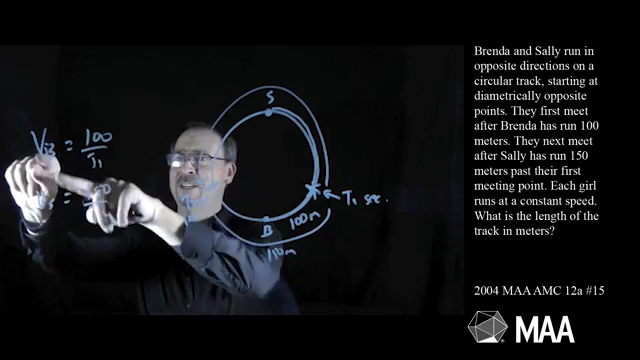 S
V_B = 100/T₁
← T₁ sec.
B
100m
150m
Brenda and Sally run in
opposite directions on a
circular track, starting at
diametrically opposite
points. They first meet
after Brenda has run 100
meters. They next meet
after Sally has run 150
meters past their first
meeting point. Each girl
runs at a constant speed.
What is the length of the
track in meters?
2004 MAA AMC 12a #15
MAA